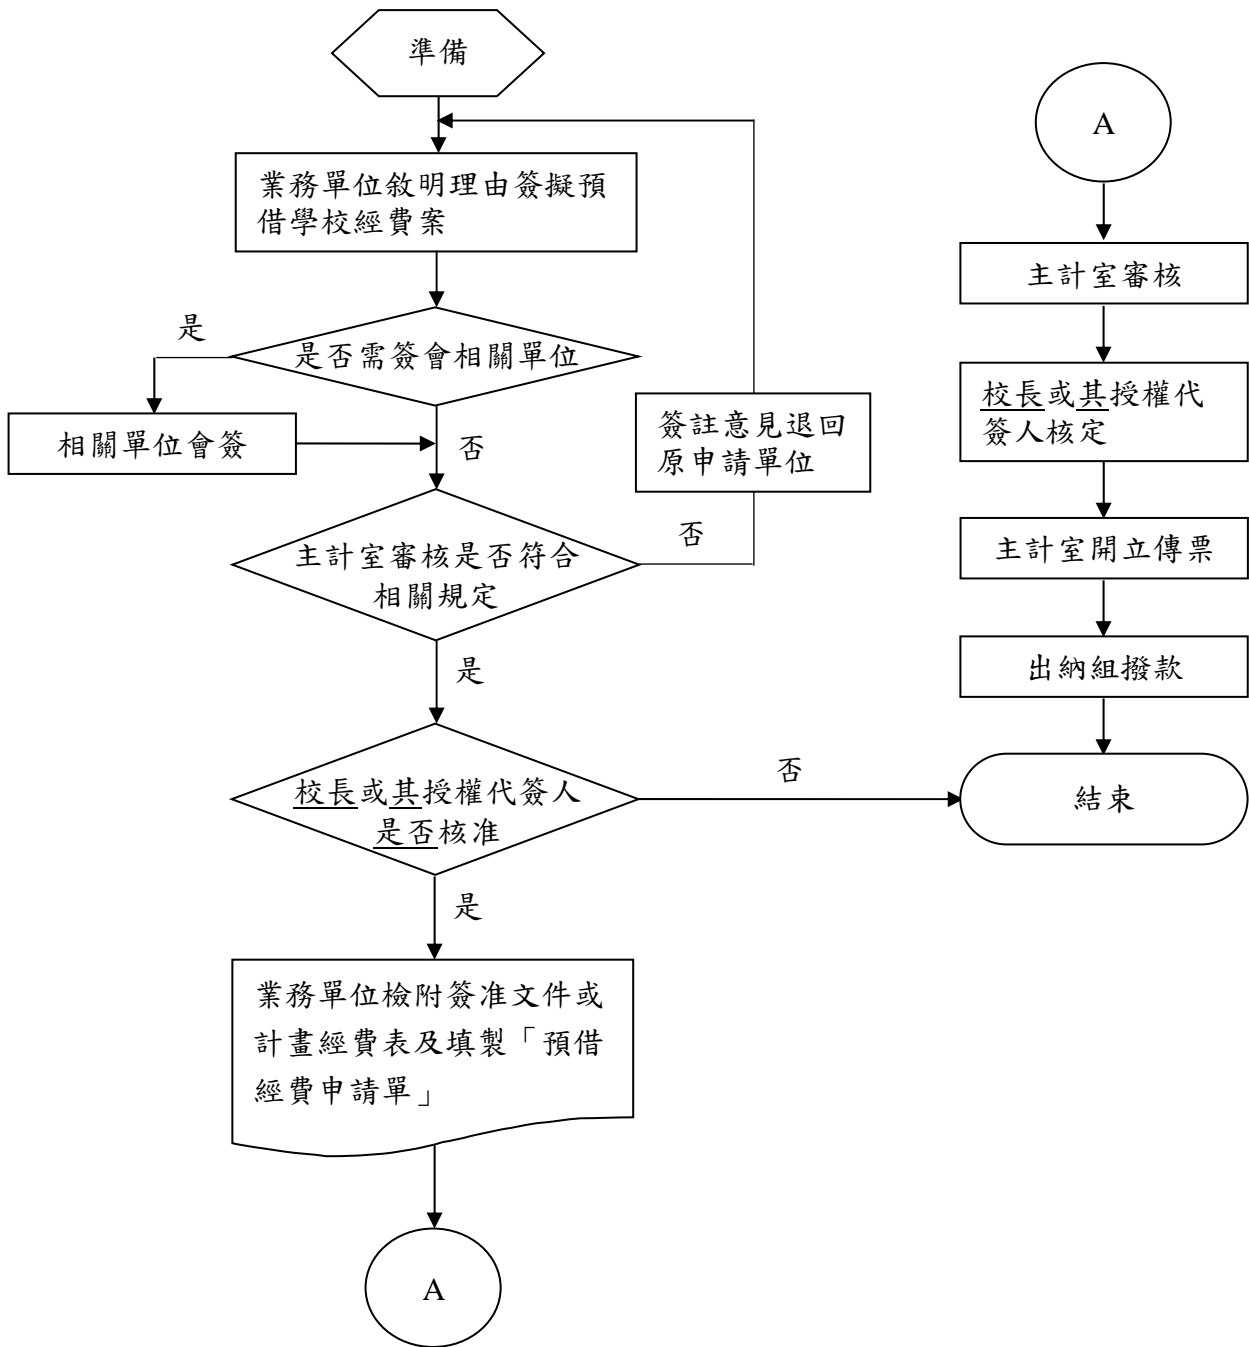 準備
業務單位敘明理由簽擬預
借學校經費案
是
是否需簽會相關單位
相關單位會簽
否
簽註意見退回
原申請單位
主計室審核是否符合
相關規定
否
是
校長或其授權代簽人
是否核准
否
是
業務單位檢附簽准文件或
計畫經費表及填製「預借
經費申請單」
A
A
主計室審核
校長或其授權代
簽人核定
主計室開立傳票
出納組撥款
結束